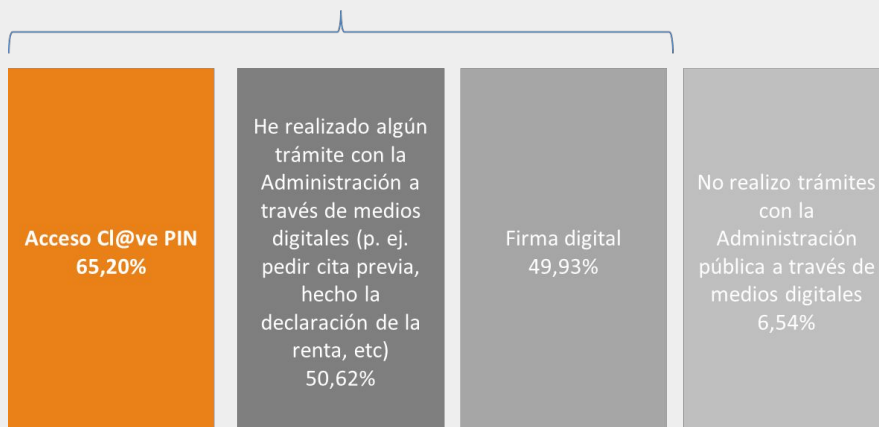 Acceso Cl@ve PIN
65,20%
He realizado algún
trámite con la
Administración a
través de medios
digitales (p. ej.
pedir cita previa,
hecho la
declaración de la
renta, etc)
50,62%
Firma digital
49,93%
No realizo trámites
con la
Administración
pública a través de
medios digitales
6,54%